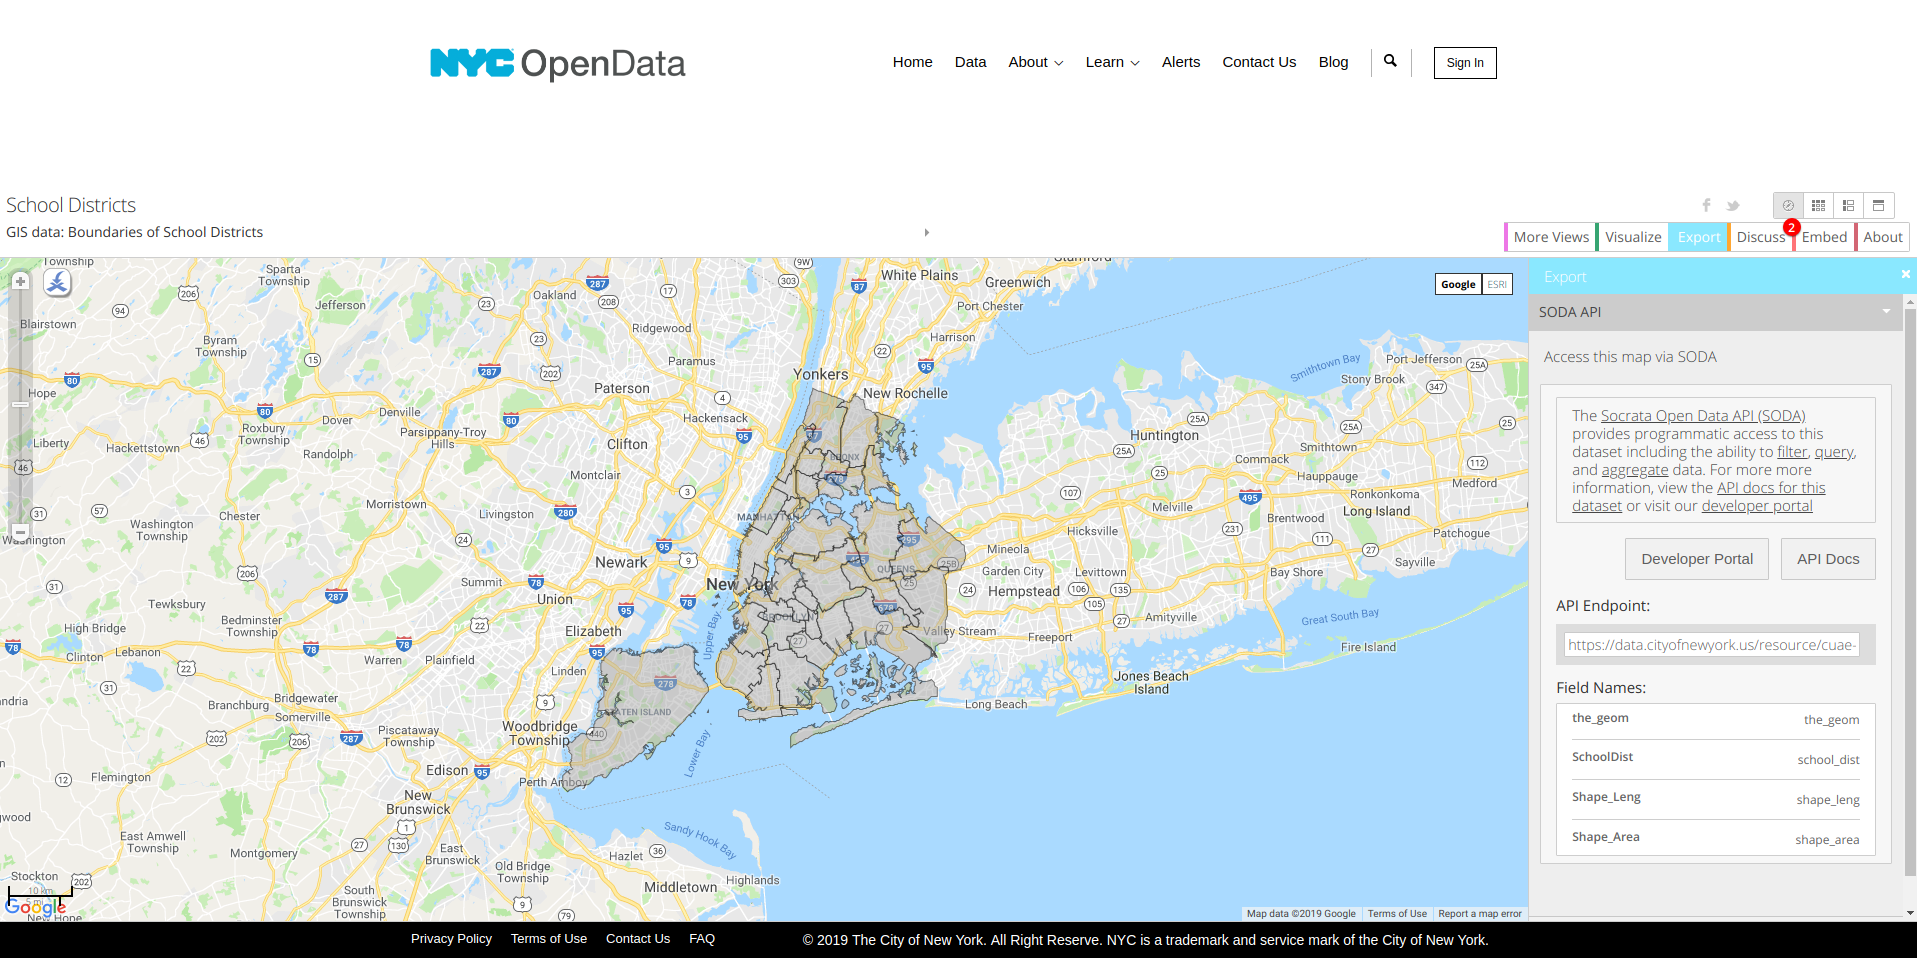 NYC OpenData
Home Data About Learn Alerts Contact Us Blog Sign In
School Districts
GIS data: Boundaries of School Districts
More Views Visualize Export Discuss 2 Embed About
Google ESRI
Export
SODA API
Access this map via SODA
The Socrata Open Data API (SODA)
provides programmatic access to this
dataset including the ability to filter, query,
and aggregate data. For more more
information, view the API docs for this
dataset or visit our developer portal
Developer Portal API Docs
API Endpoint:
https://data.cityofnewyork.us/resource/cuae-
Field Names:
the_geom the_geom
SchoolDist school_dist
Shape_Leng shape_leng
Shape_Area shape_area
Township
Sparta
Township
Jefferson
Oakland
White Plains
Greenwich
Port Chester
Blairstown
Byram
Township
Ridgewood
Harrison
Paramus
Smithtown Bay
Port Jefferson
Stony Brook
Hope
Yonkers
Paterson
New Rochelle
Denville
Dover
Hackensack
Roxbury
Township
Parsippany-Troy
Hills
Liberty
Hackettstown
Randolph
Clifton
Huntington
Smithtown
BRONX
Commack
Hauppauge
Medford
Montclair
Ronkonkoma
Long Island
Morristown
Livingston
Chester
Washington
Township
MANHATTAN
Melville
Brentwood
Hicksville
Patchogue
Mineola
Newark
QUEENS
Garden City
Levittown
Bay Shore
Sayville
Summit
New York
Hempstead
Union
Tewksbury
Bedminster
Township
BROOKLYN
Amityville
High Bridge
Elizabeth
Upper Bay
Valley Stream
Freeport
Great South Bay
Fire Island
Clinton
Lebanon
Warren
Plainfield
Linden
Jones Beach
Island
Bridgewater
Branchburg
Somerville
Long Beach
STATEN ISLAND
Woodbridge
Township
Piscataway
Township
Lower Bay
Edison
Flemington
Perth Amboy
New
Brunswick
East Amwell
Township
Sandy Hook Bay
Montgomery
East
Brunswick
Hazlet
Old Bridge
Township
Stockton
Highlands
Middletown
South
Brunswick
Township
New Hope
10 km
5 mi
Google
Map data ©2019 Google Terms of Use Report a map error
Privacy Policy Terms of Use Contact Us FAQ © 2019 The City of New York. All Right Reserve. NYC is a trademark and service mark of the City of New York.